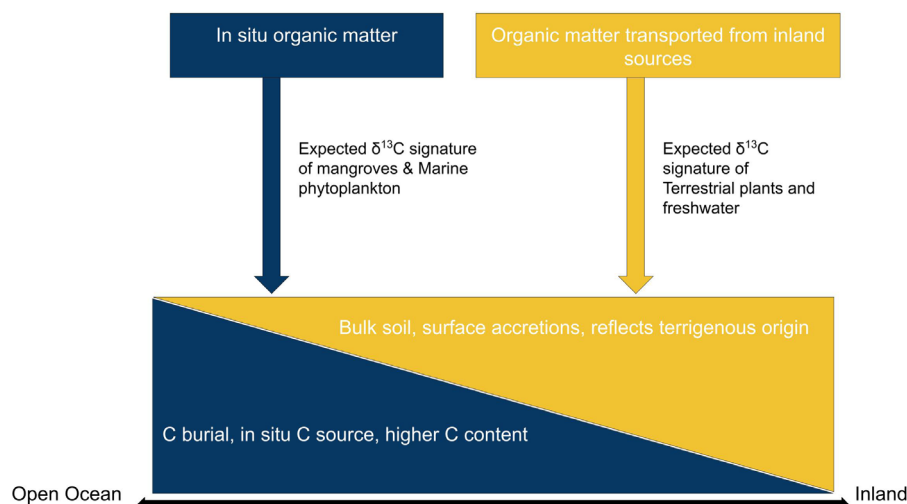 In situ organic matter
Organic matter transported from inland
sources
Expected δ¹³C signature
of mangroves & Marine
phytoplankton
Expected δ¹³C
signature of
Terrestrial plants and
freshwater
Bulk soil, surface accretions, reflects terrigenous origin
C burial, in situ C source, higher C content
Open Ocean
Inland